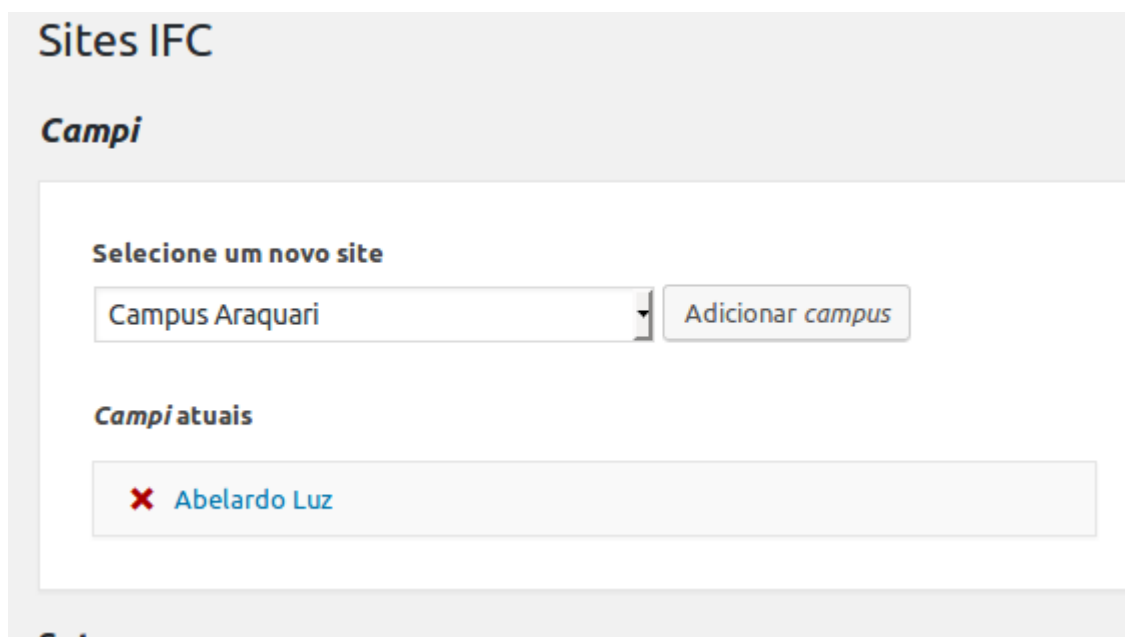 Sites IFC
Campi
Selecione um novo site
Campus Araquari
Adicionar campus
Campi atuais
Abelardo Luz